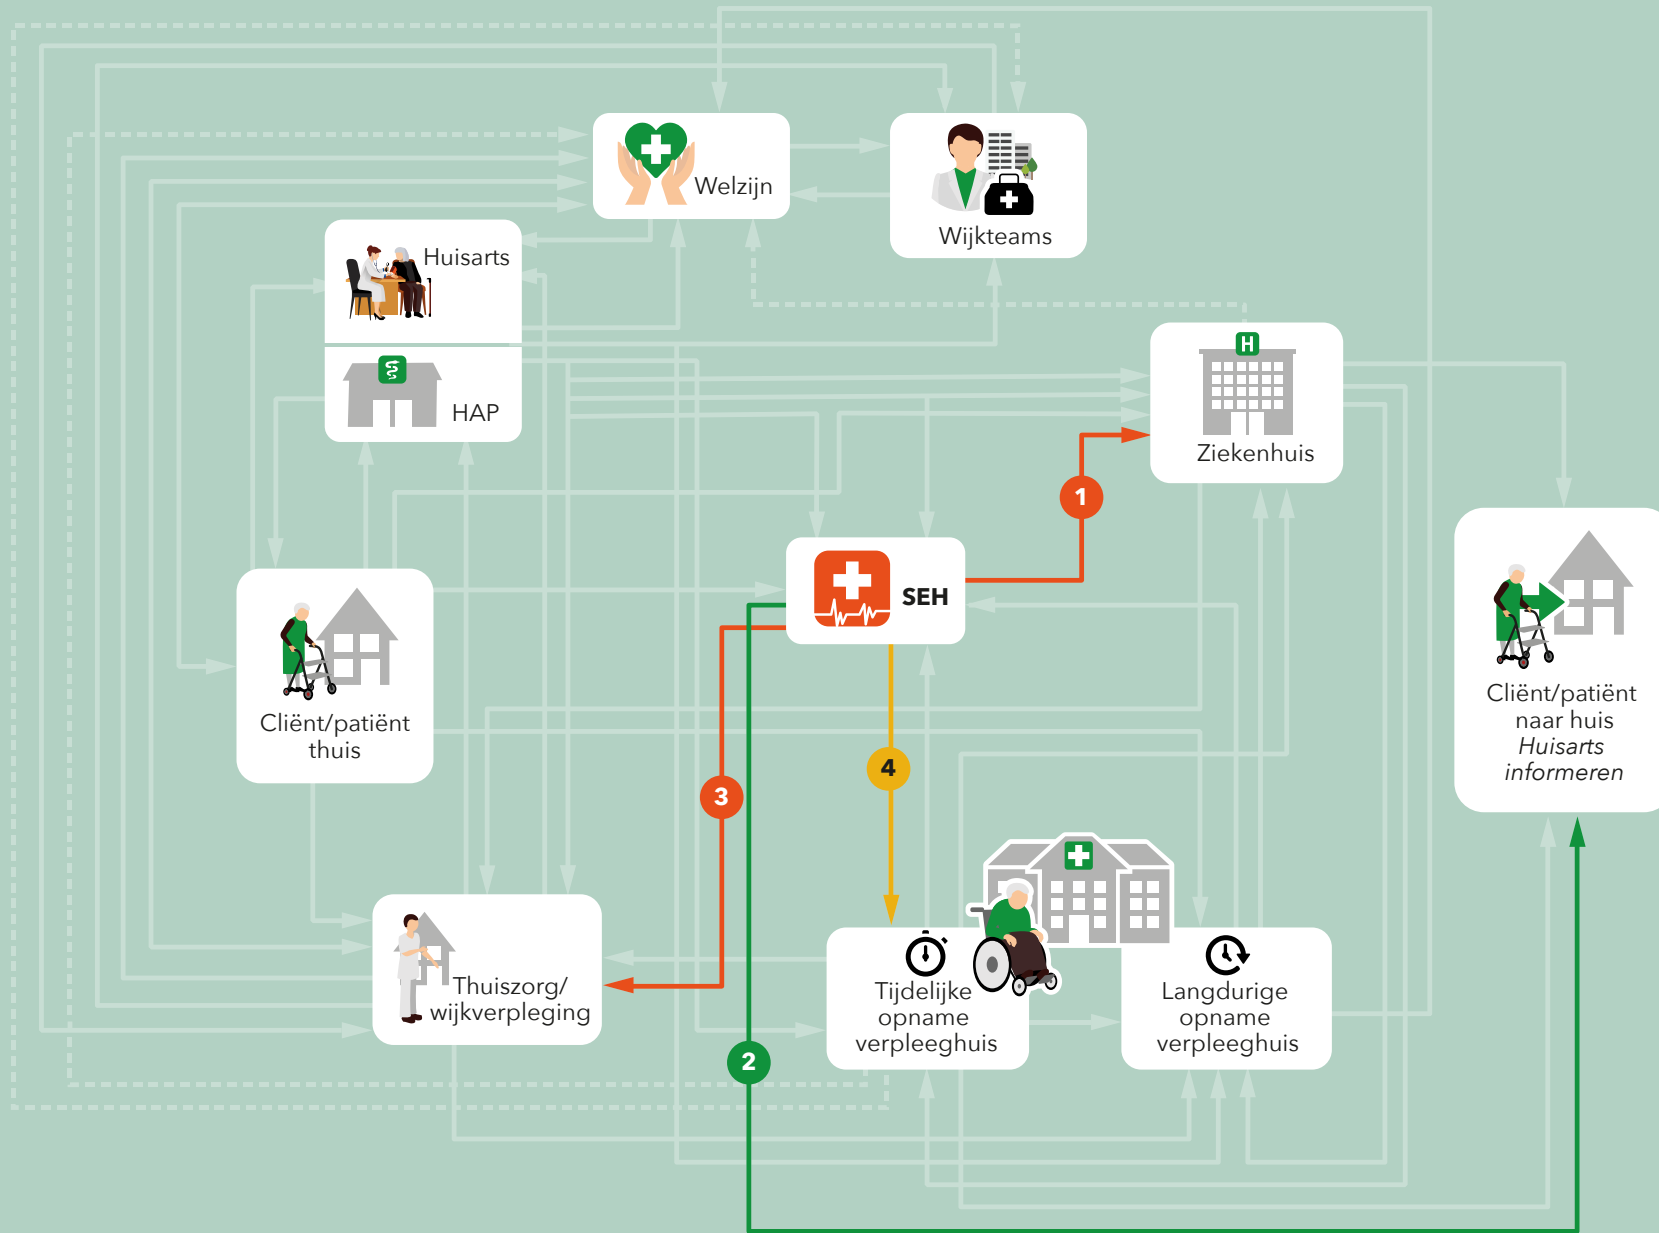 Welzijn
Wijkteams
Huisarts
HAP
H
Ziekenhuis
1
SEH
Cliënt/patiënt
thuis
Cliënt/patiënt
naar huis
Huisarts
informeren
3
4
Thuiszorg/
wijkverpleging
Tijdelijke
opname
verpleeghuis
Langdurige
opname
verpleeghuis
2